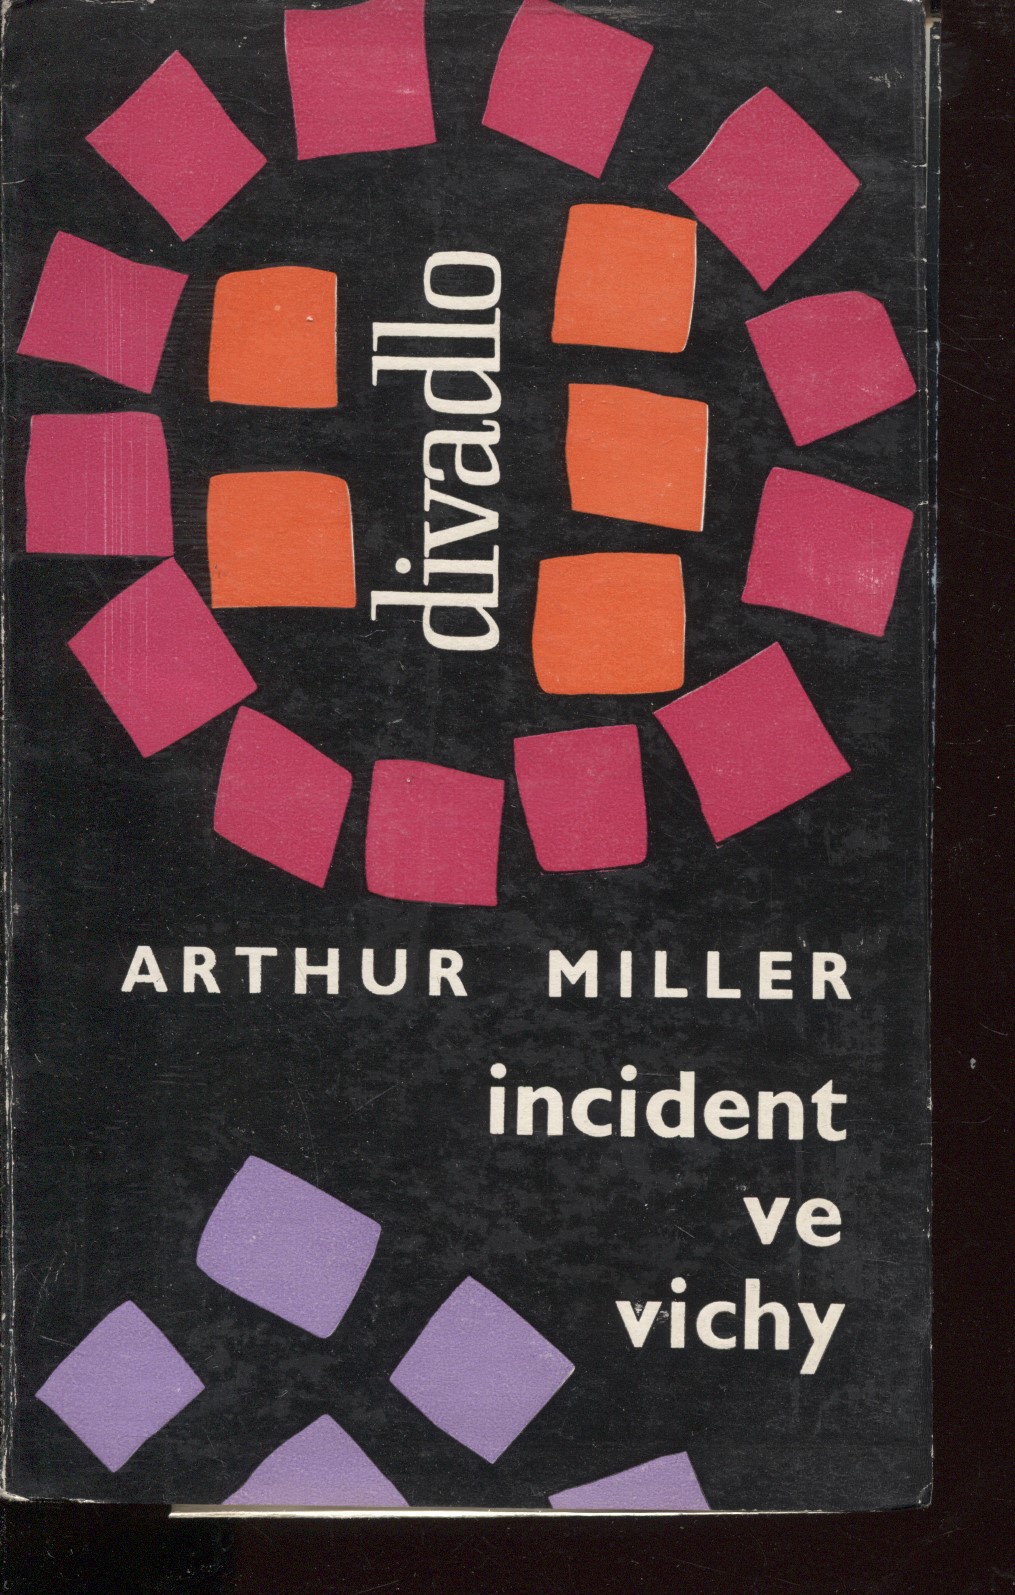 divadlo
ARTHUR MILLER
incident
ve
vichy